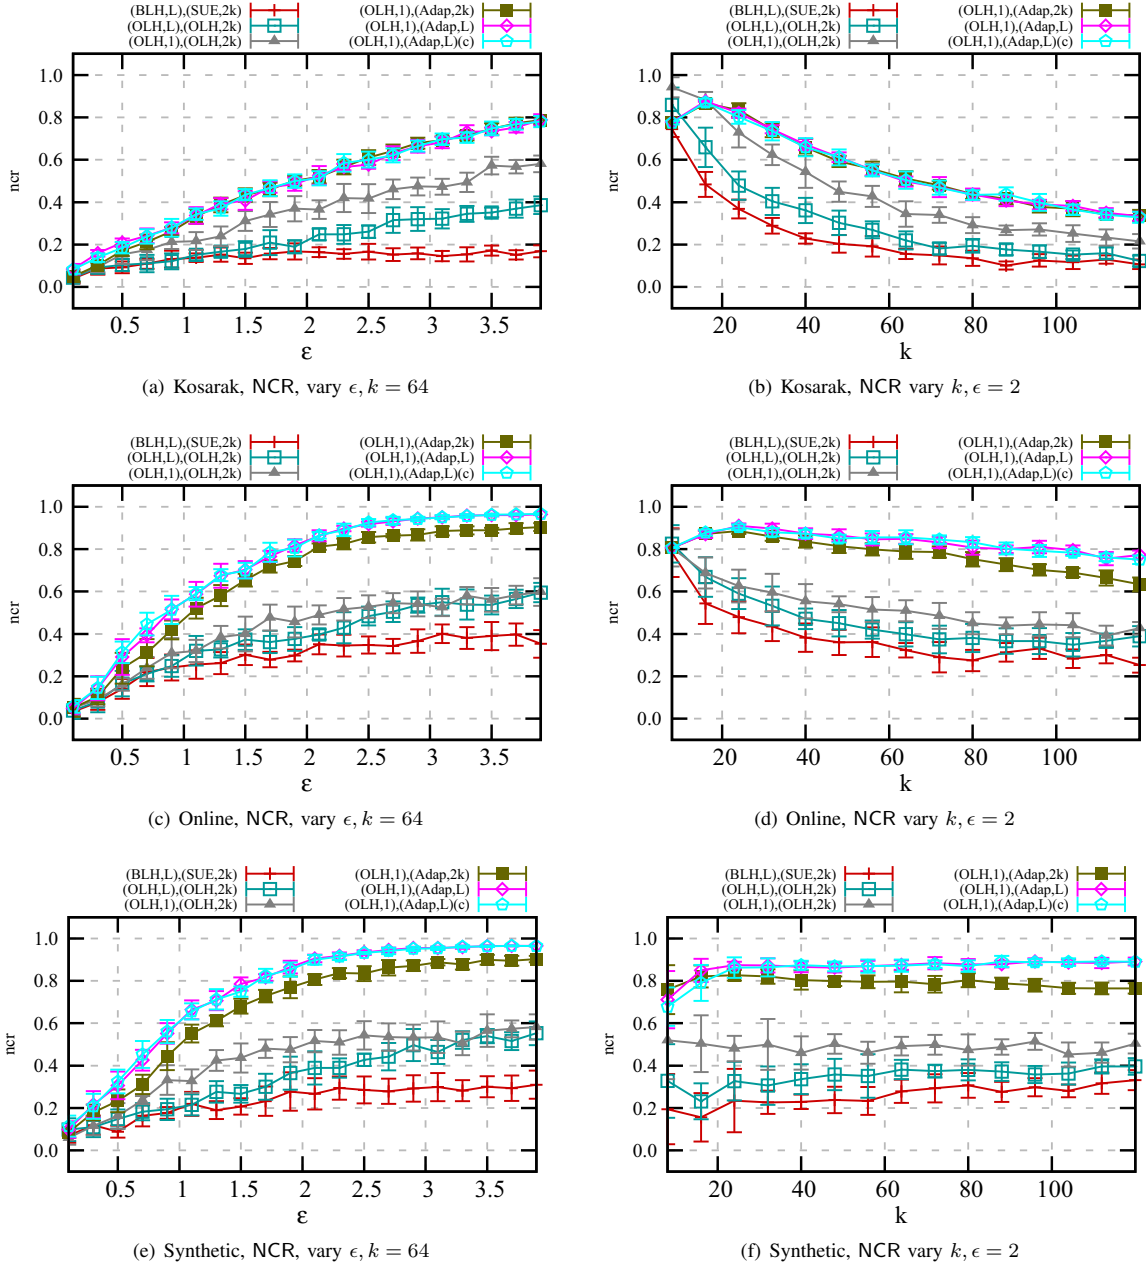 (BLH,L),(SUE,2k)
(OLH,L),(OLH,2k)
(OLH,1),(OLH,2k)
(OLH,1),(Adap,2k)
(OLH,1),(Adap,L)
(OLH,1),(Adap,L)(c)
1.0
0.8
0.6
0.4
0.2
0.0
ncr
0.5 1 1.5 2 2.5 3 3.5
ε
(a) Kosarak, NCR, vary ϵ, k = 64
(BLH,L),(SUE,2k)
(OLH,L),(OLH,2k)
(OLH,1),(OLH,2k)
(OLH,1),(Adap,2k)
(OLH,1),(Adap,L)
(OLH,1),(Adap,L)(c)
1.0
0.8
0.6
0.4
0.2
0.0
ncr
20 40 60 80 100
k
(b) Kosarak, NCR vary k, ϵ = 2
(BLH,L),(SUE,2k)
(OLH,L),(OLH,2k)
(OLH,1),(OLH,2k)
(OLH,1),(Adap,2k)
(OLH,1),(Adap,L)
(OLH,1),(Adap,L)(c)
1.0
0.8
0.6
0.4
0.2
0.0
ncr
0.5 1 1.5 2 2.5 3 3.5
ε
(c) Online, NCR, vary ϵ, k = 64
(BLH,L),(SUE,2k)
(OLH,L),(OLH,2k)
(OLH,1),(OLH,2k)
(OLH,1),(Adap,2k)
(OLH,1),(Adap,L)
(OLH,1),(Adap,L)(c)
1.0
0.8
0.6
0.4
0.2
0.0
ncr
20 40 60 80 100
k
(d) Online, NCR vary k, ϵ = 2
(BLH,L),(SUE,2k)
(OLH,L),(OLH,2k)
(OLH,1),(OLH,2k)
(OLH,1),(Adap,2k)
(OLH,1),(Adap,L)
(OLH,1),(Adap,L)(c)
1.0
0.8
0.6
0.4
0.2
0.0
ncr
0.5 1 1.5 2 2.5 3 3.5
ε
(e) Synthetic, NCR, vary ϵ, k = 64
(BLH,L),(SUE,2k)
(OLH,L),(OLH,2k)
(OLH,1),(OLH,2k)
(OLH,1),(Adap,2k)
(OLH,1),(Adap,L)
(OLH,1),(Adap,L)(c)
1.0
0.8
0.6
0.4
0.2
0.0
ncr
20 40 60 80 100
k
(f) Synthetic, NCR vary k, ϵ = 2